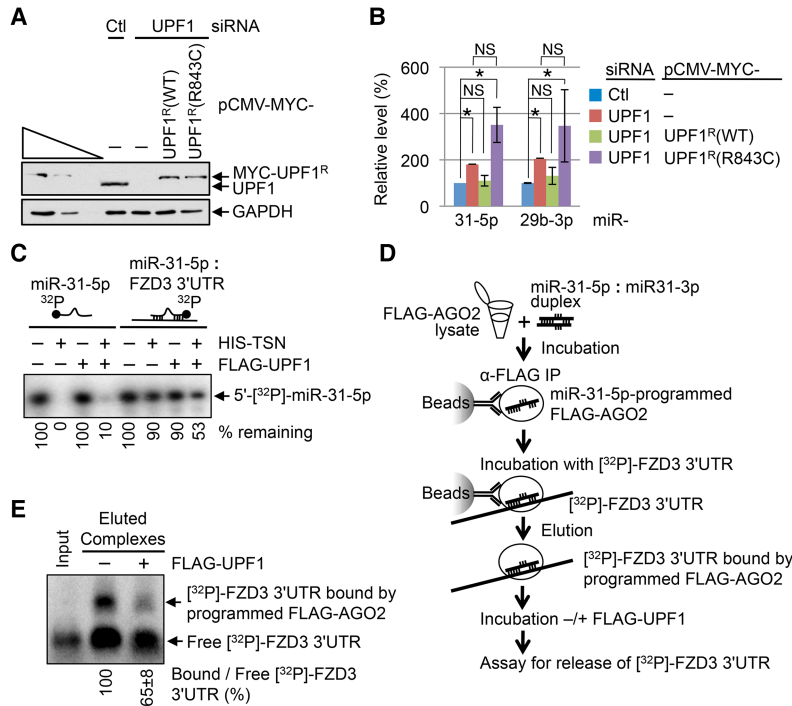 A
Ctl UPF1 siRNA
– – UPF1R(WT) UPF1R(R843C) pCMV-MYC-
MYC-UPF1R
UPF1
GAPDH
B
Relative level (%)
600
400
200
0
NS NS
* *
NS NS
* *
31-5p 29b-3p miR-
siRNA pCMV-MYC-
Ctl –
UPF1 –
UPF1 UPF1R(WT)
UPF1 UPF1R(R843C)
C
miR-31-5p
32P
miR-31-5p :
FZD3 3'UTR
32P
– + – + – + – + HIS-TSN
– – + + – – + + FLAG-UPF1
5'-[32P]-miR-31-5p
100 0 100 10 100 90 90 53 % remaining
D
FLAG-AGO2
lysate
+
miR-31-5p : miR31-3p
duplex
Incubation
α-FLAG IP
Beads
miR-31-5p-programmed
FLAG-AGO2
Incubation with [32P]-FZD3 3'UTR
Beads
[32P]-FZD3 3'UTR
Elution
[32P]-FZD3 3'UTR bound by
programmed FLAG-AGO2
Incubation –/+ FLAG-UPF1
Assay for release of [32P]-FZD3 3'UTR
E
Input
Eluted
Complexes
– + FLAG-UPF1
[32P]-FZD3 3'UTR bound by
programmed FLAG-AGO2
Free [32P]-FZD3 3'UTR
100 65±8 Bound / Free [32P]-FZD3
3'UTR (%)